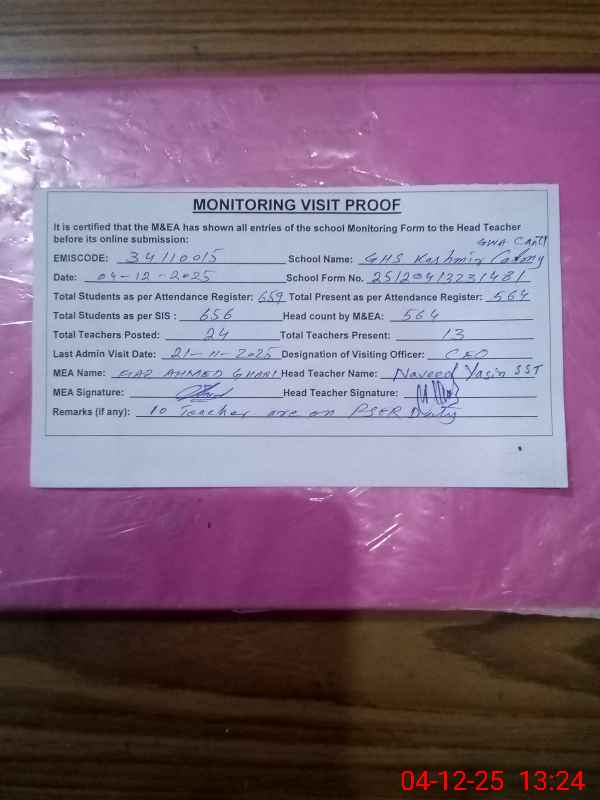 MONITORING VISIT PROOF
It is certified that the M&EA has shown all entries of the school Monitoring Form to the Head Teacher
before its online submission:
GWA Cantt
EMISCODE: 34110015 School Name: GHS Kashmir Colony
Date: 04-12-2025 School Form No. 25120413231481
Total Students as per Attendance Register: 659 Total Present as per Attendance Register: 564
Total Students as per SIS : 656 Head count by M&EA: 564
Total Teachers Posted: 24 Total Teachers Present: 13
Last Admin Visit Date: 21-11-2025 Designation of Visiting Officer: CEO
MEA Name: AHMED Head Teacher Name: Naveed Yasin SST
MEA Signature: Head Teacher Signature:
Remarks (if any): 10 Teacher are on PSER Duty
04-12-25 13:24